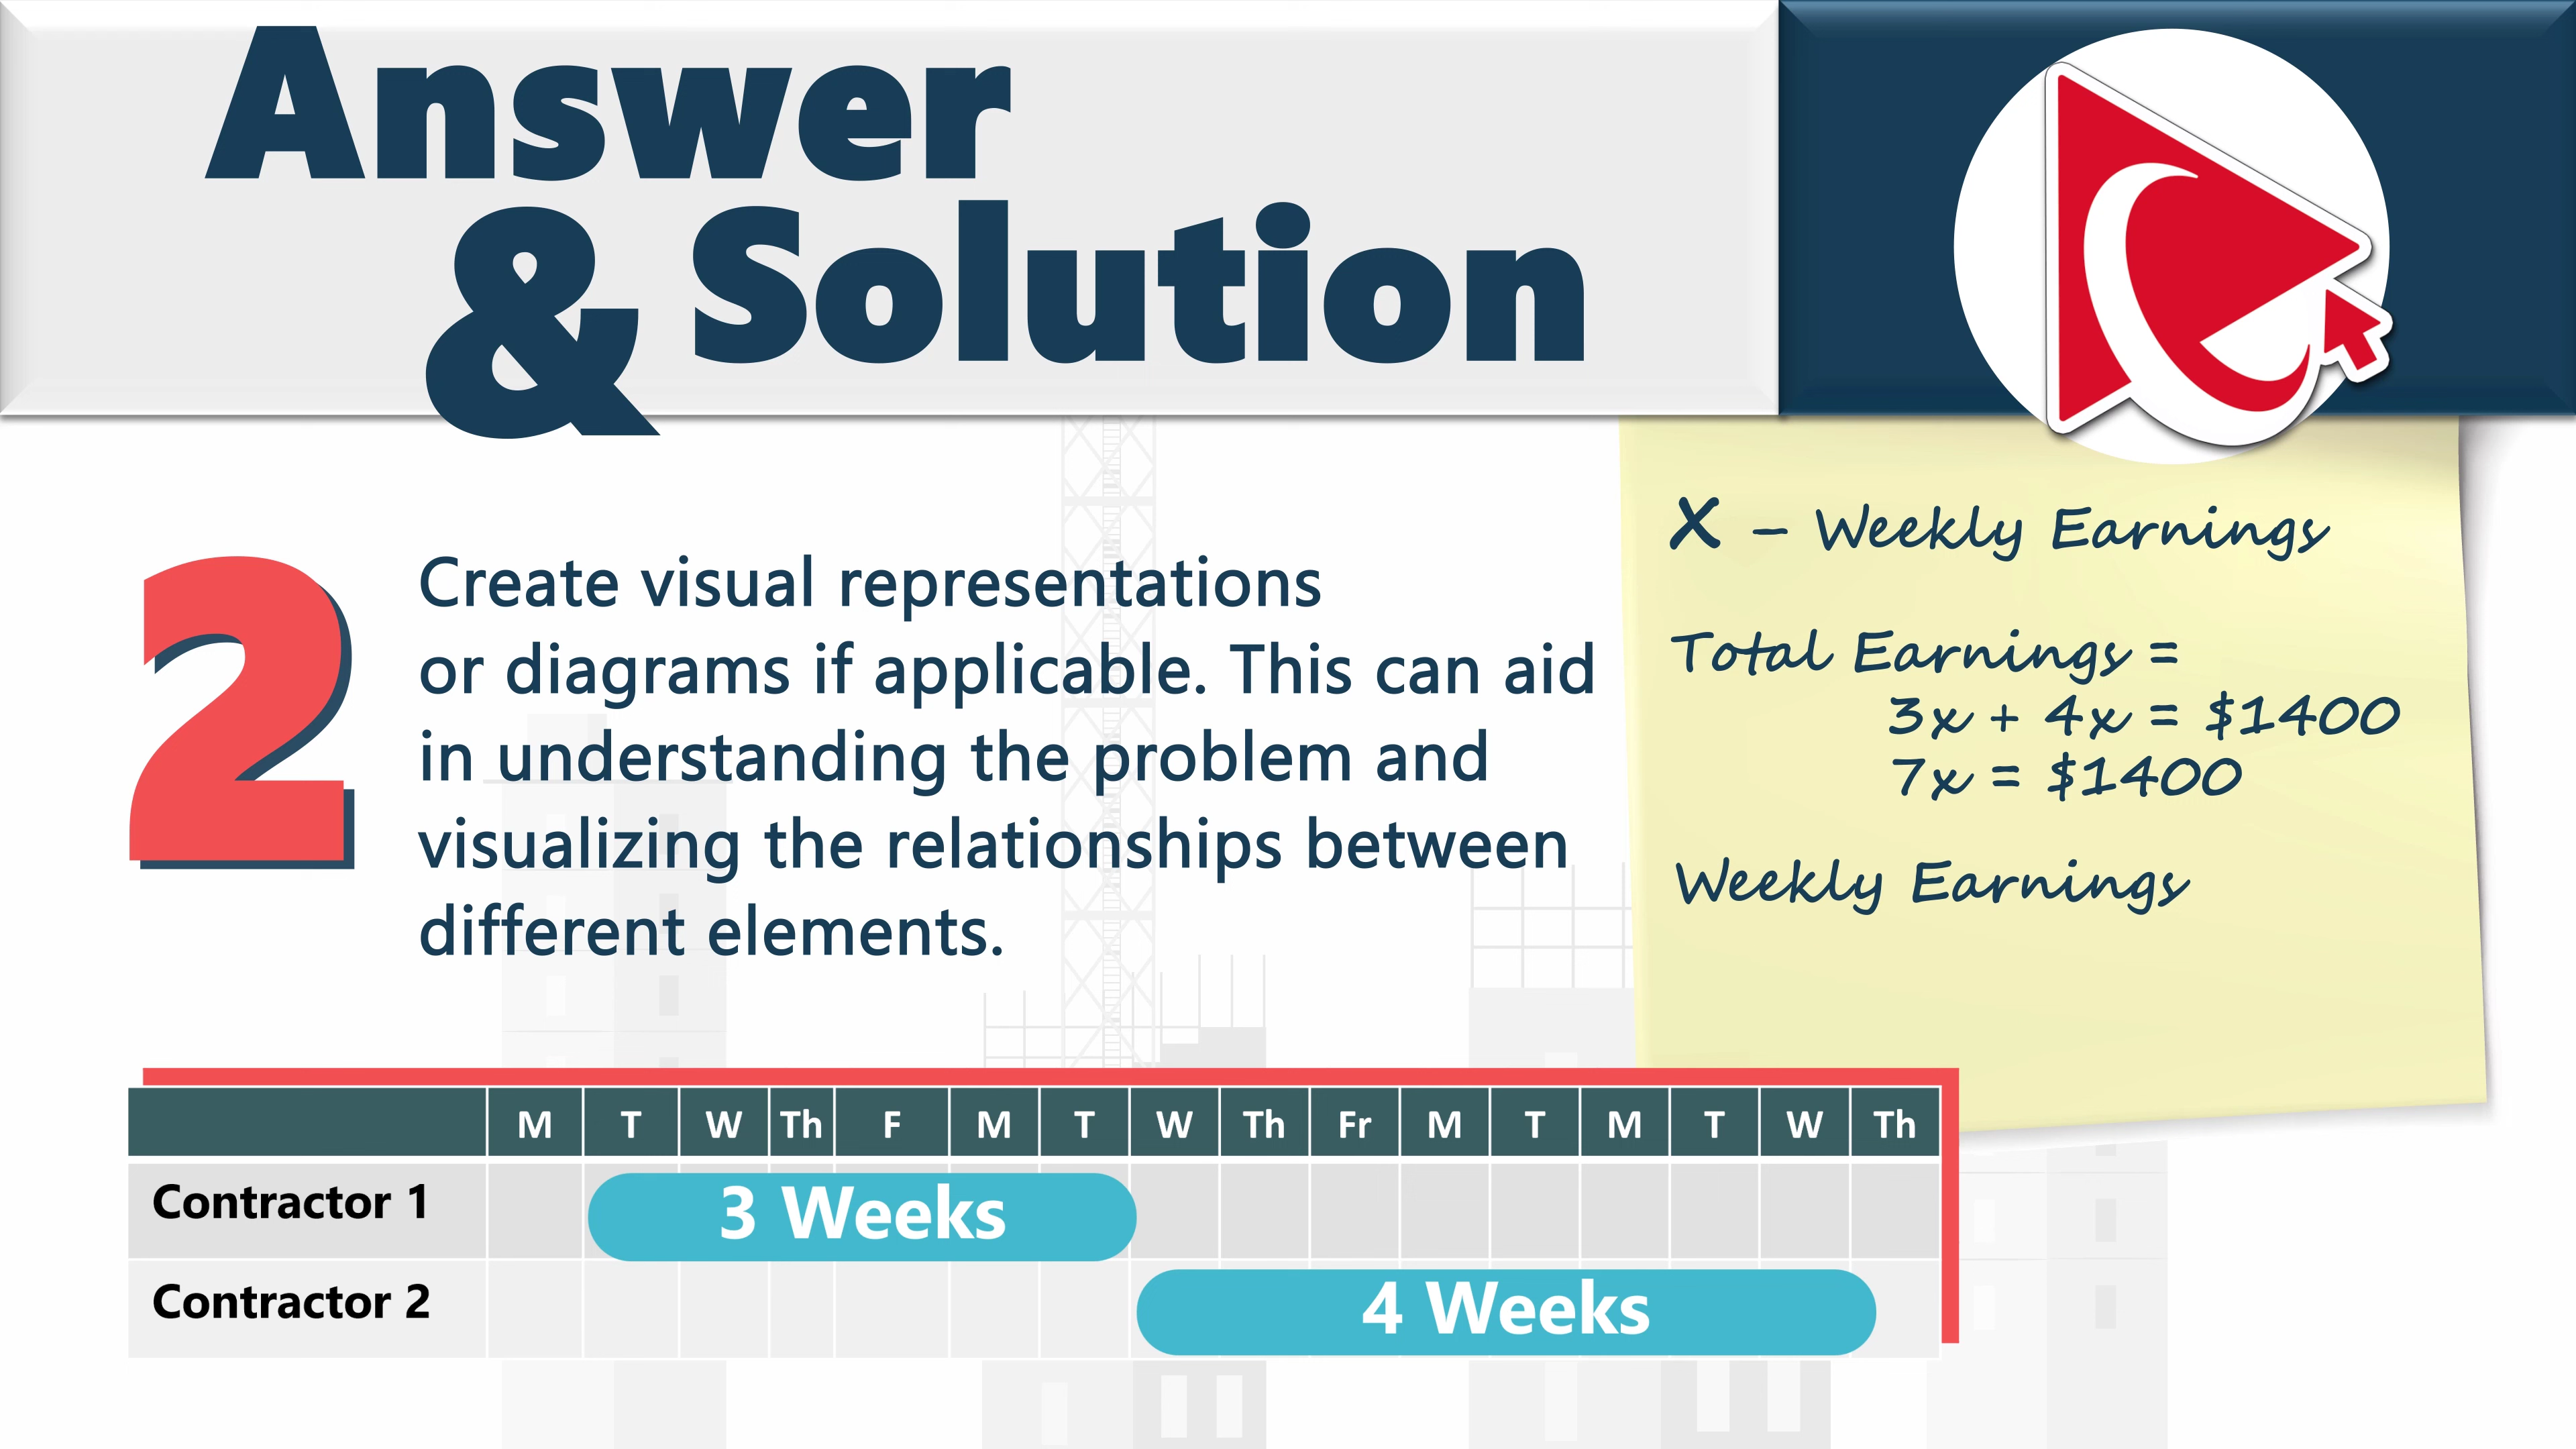 Answer
& Solution
2
Create visual representations
or diagrams if applicable. This can aid
in understanding the problem and
visualizing the relationships between
different elements.
X – Weekly Earnings
Total Earnings =
3x + 4x = $1400
7x = $1400
Weekly Earnings
M T W Th F M T W Th Fr M T M T W Th
Contractor 1 3 Weeks
Contractor 2 4 Weeks